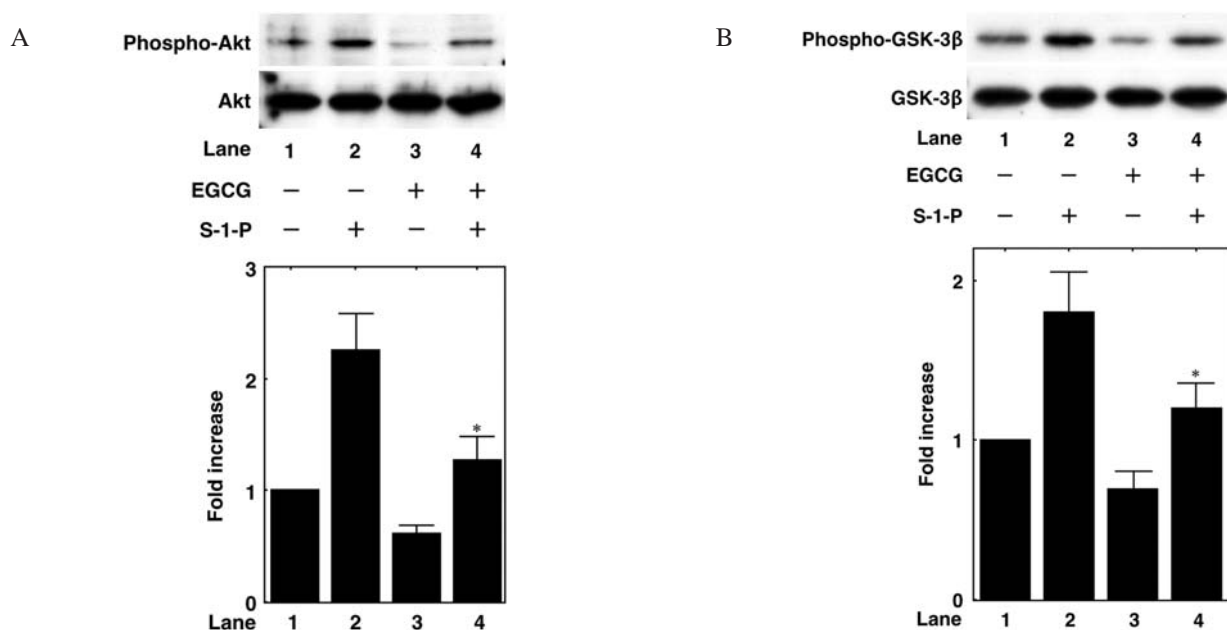 A
Phospho-Akt
Akt
Lane 1 2 3 4
EGCG − − + +
S-1-P − + − +
3
2
1
0
Fold increase
*
Lane 1 2 3 4
B
Phospho-GSK-3β
GSK-3β
Lane 1 2 3 4
EGCG − − + +
S-1-P − + − +
2
1
0
Fold increase
*
Lane 1 2 3 4